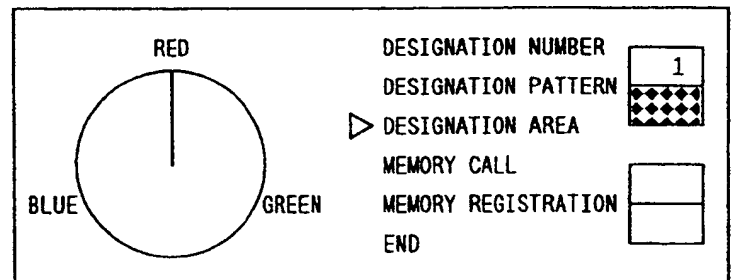 RED
BLUE
GREEN
DESIGNATION NUMBER
1
DESIGNATION PATTERN
DESIGNATION AREA
MEMORY CALL
MEMORY REGISTRATION
END